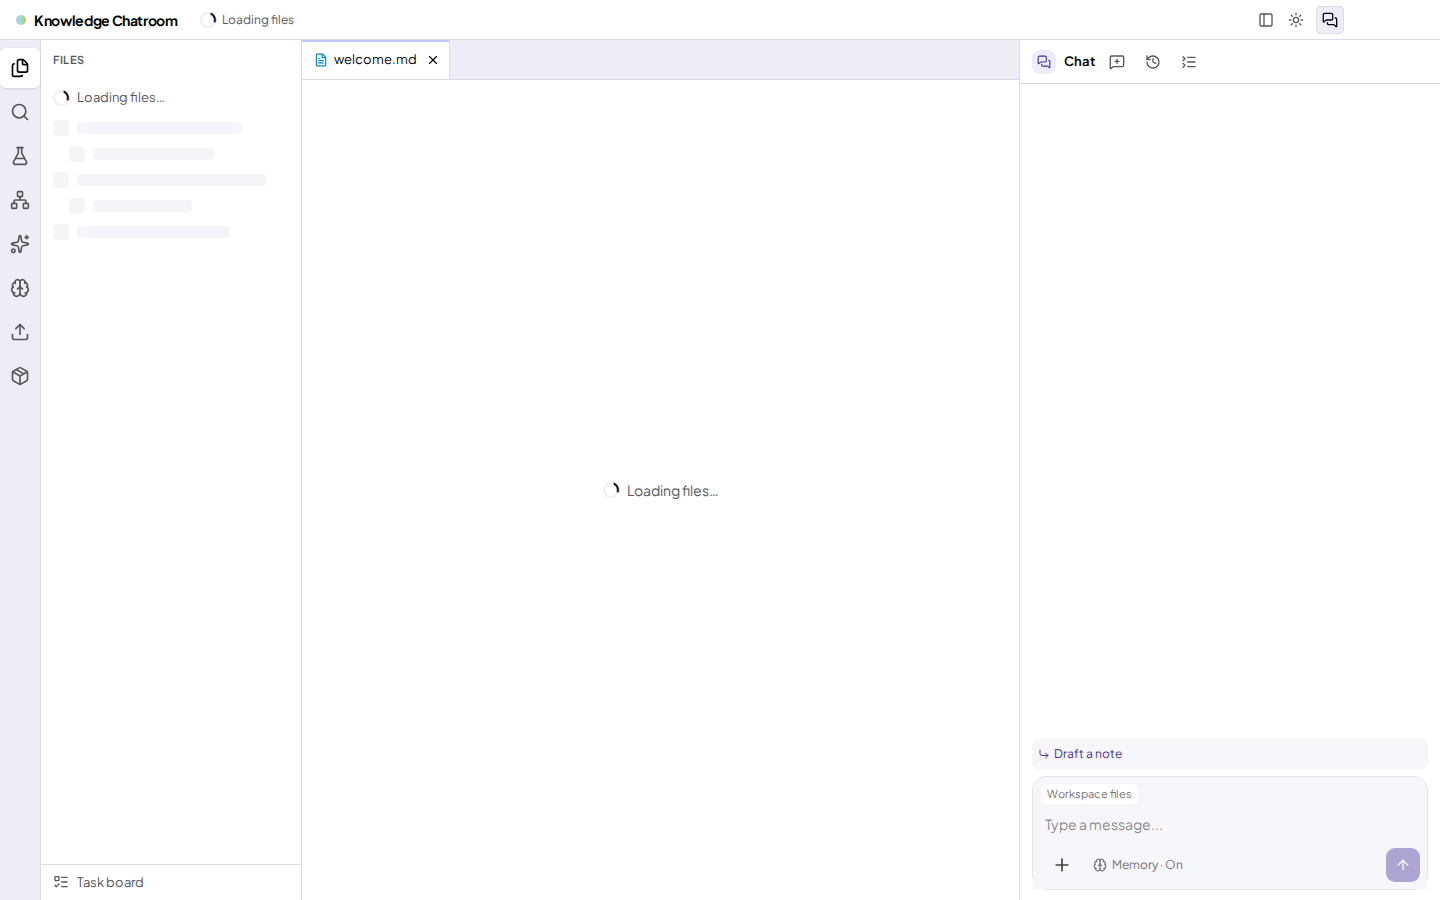 Knowledge Chatroom
Loading files
FILES
Loading files...
welcome.md
Loading files...
Chat
Draft a note
Workspace files
Type a message...
Memory · On
Task board